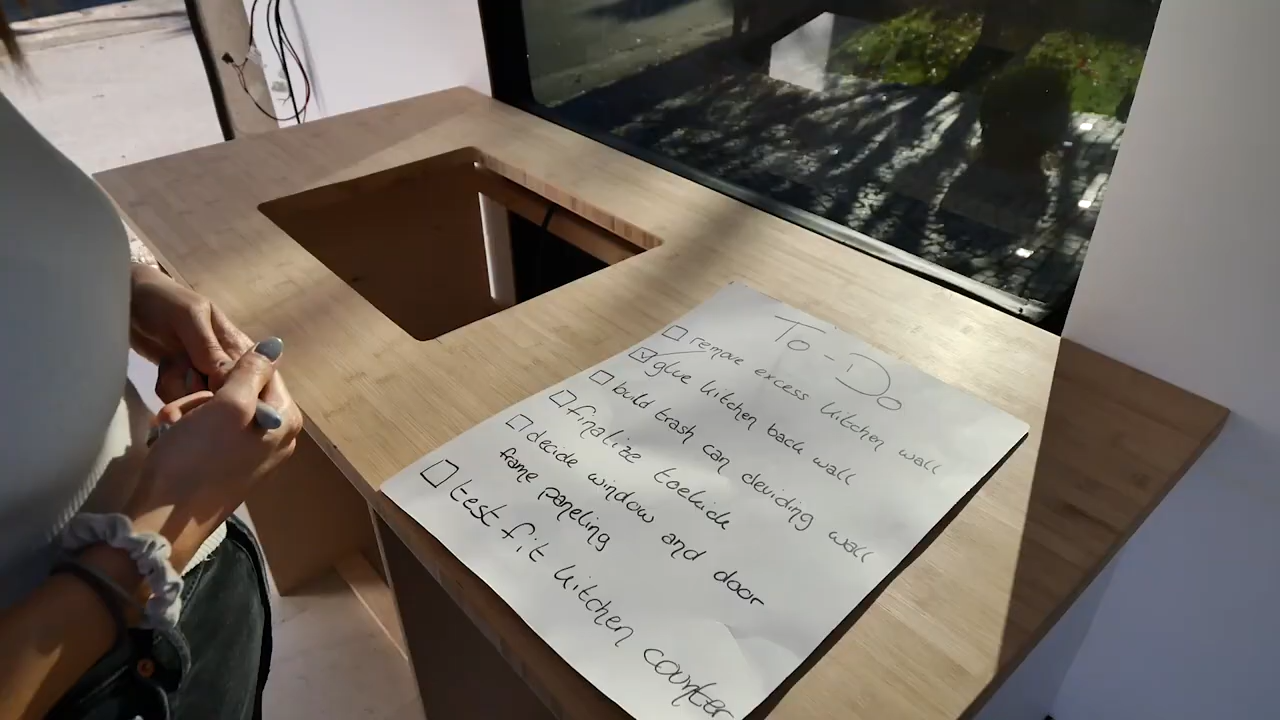 To-Do
remove excess kitchen wall
glue kitchen back wall
build trash can deviding wall
finalize toekick
decide window and door
frame paneling
test fit kitchen counter